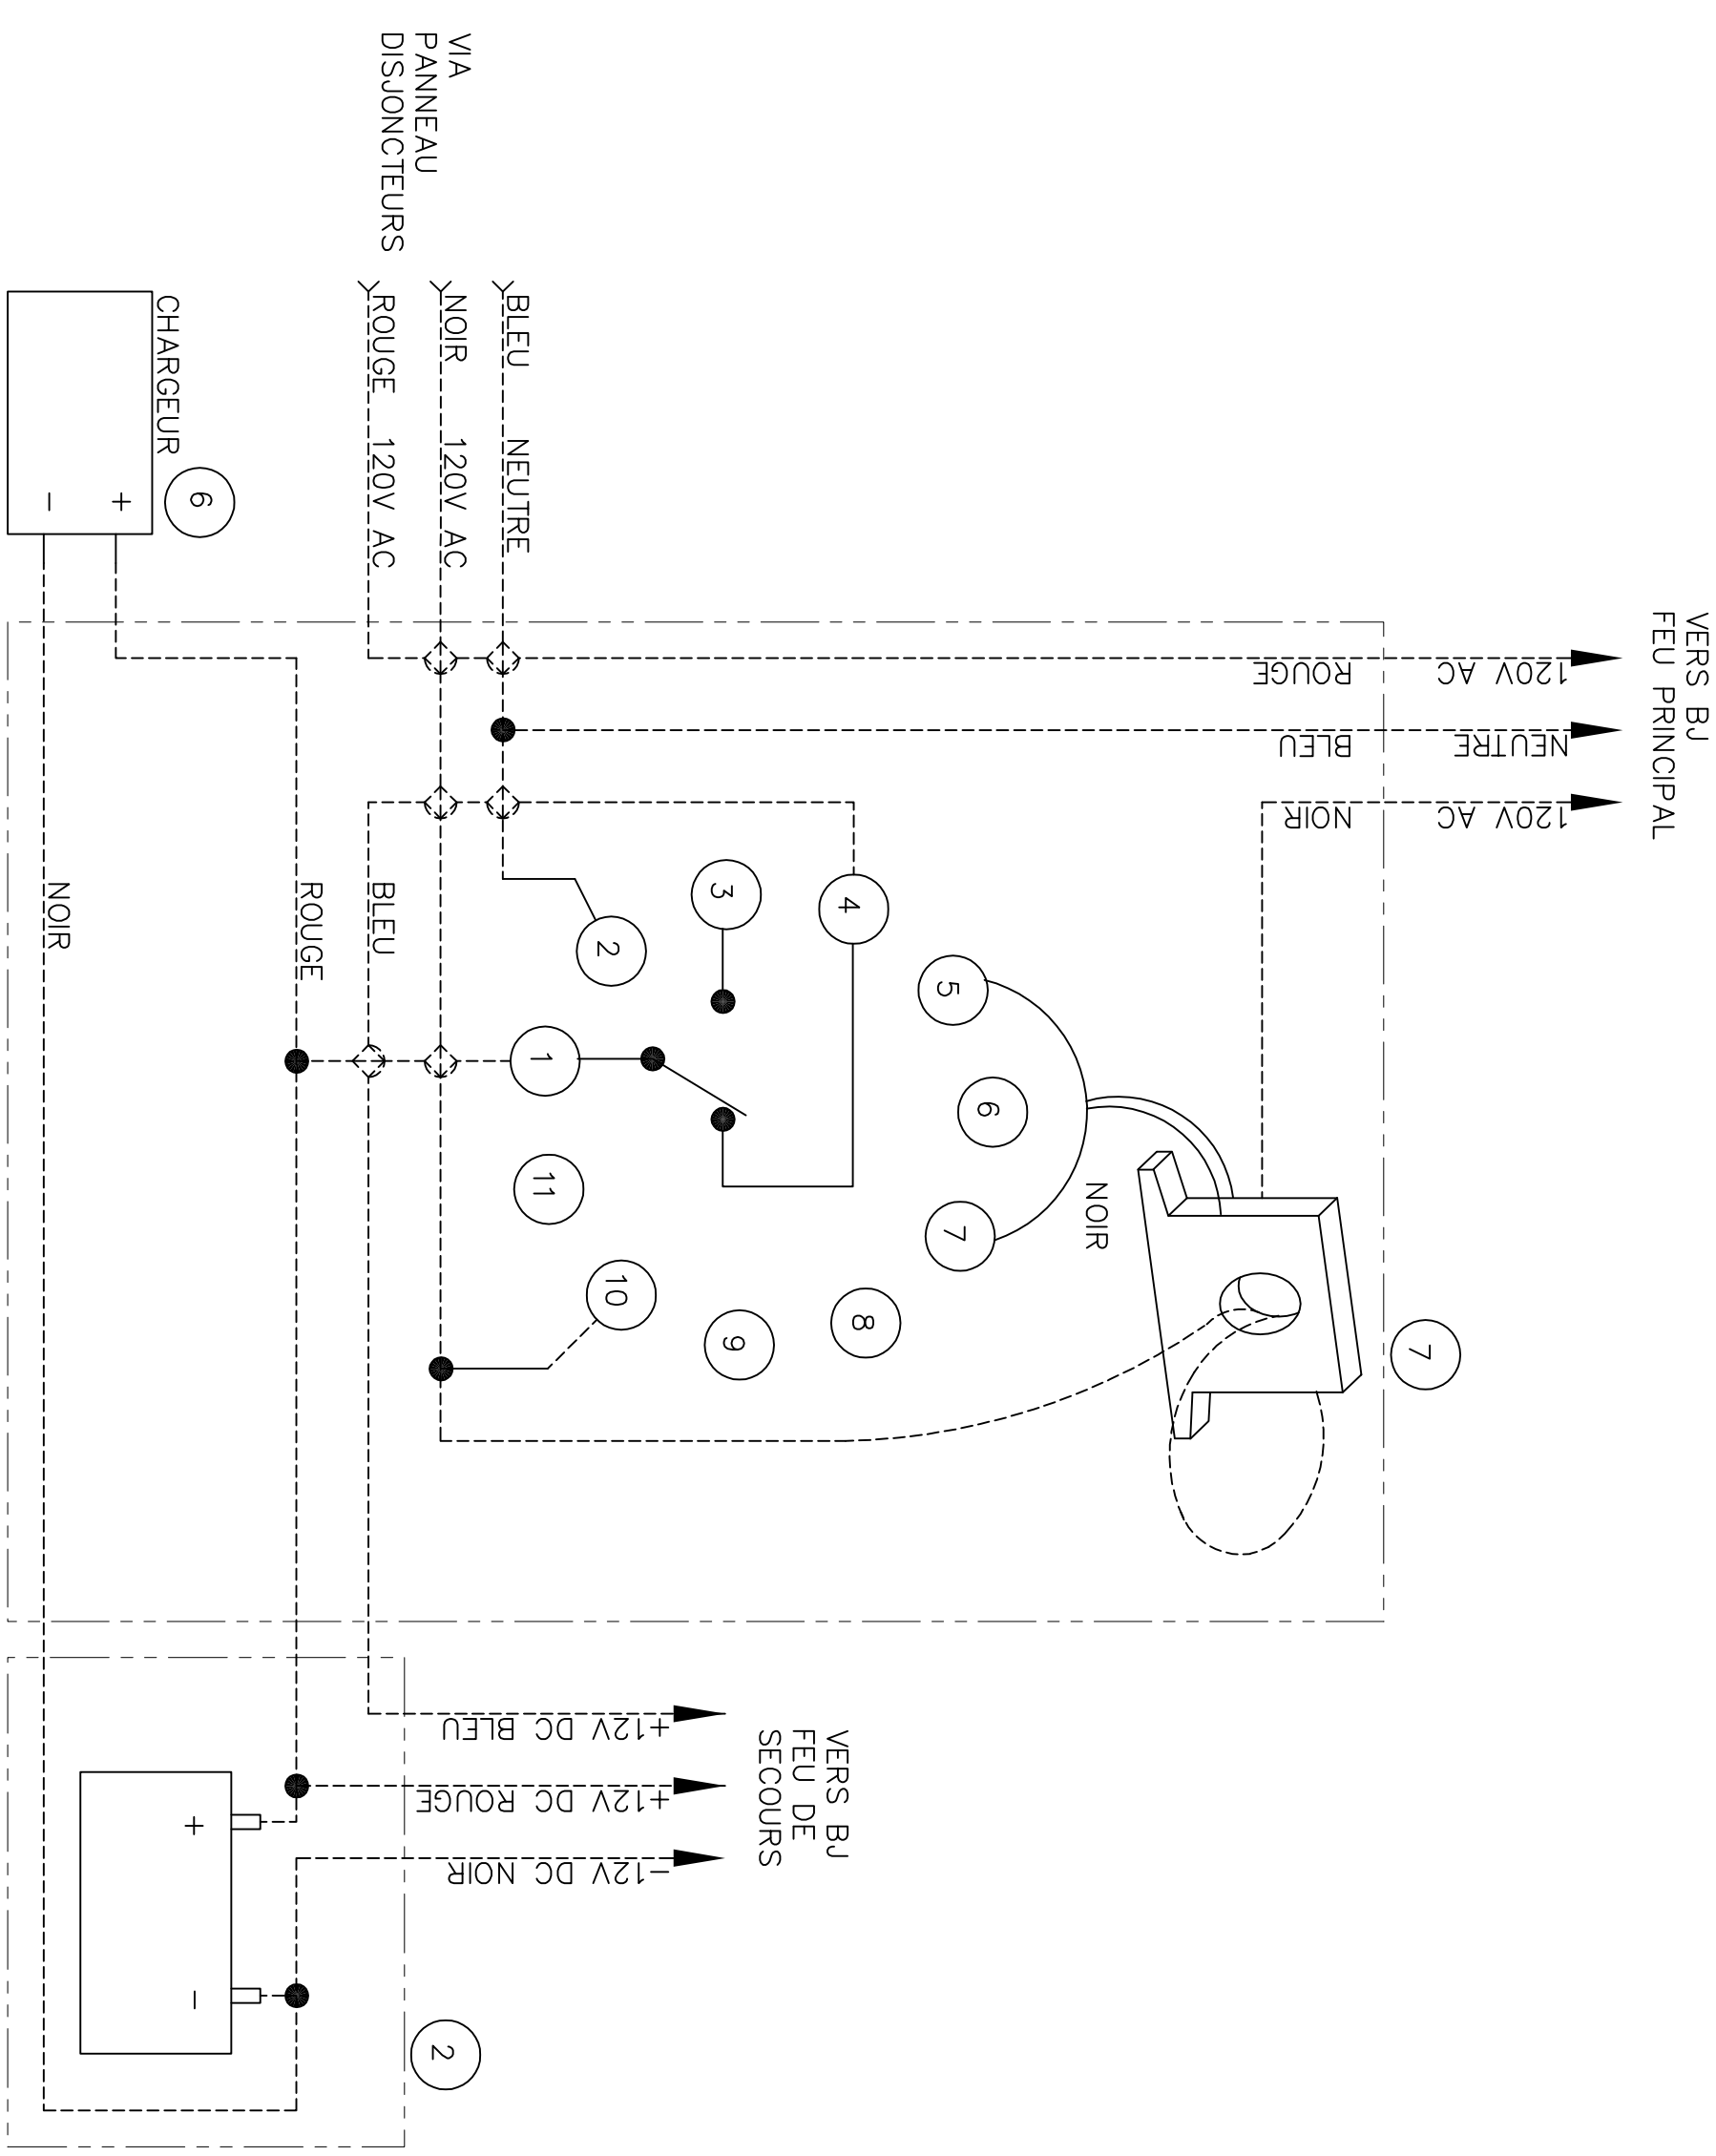 VERS BJ
FEU PRINCIPAL
120V AC ROUGE
NEUTRE BLEU
120V AC NOIR
VIA
PANNEAU
DISJONCTEURS
BLEU NEUTRE
NOIR 120V AC
ROUGE 120V AC
CHARGEUR
6
+
−
7
NOIR
5
6
7
4
3
8
9
2
10
1
11
BLEU
ROUGE
NOIR
VERS BJ
FEU DE
SECOURS
+12V DC BLEU
+12V DC ROUGE
−12V DC NOIR
+
−
2